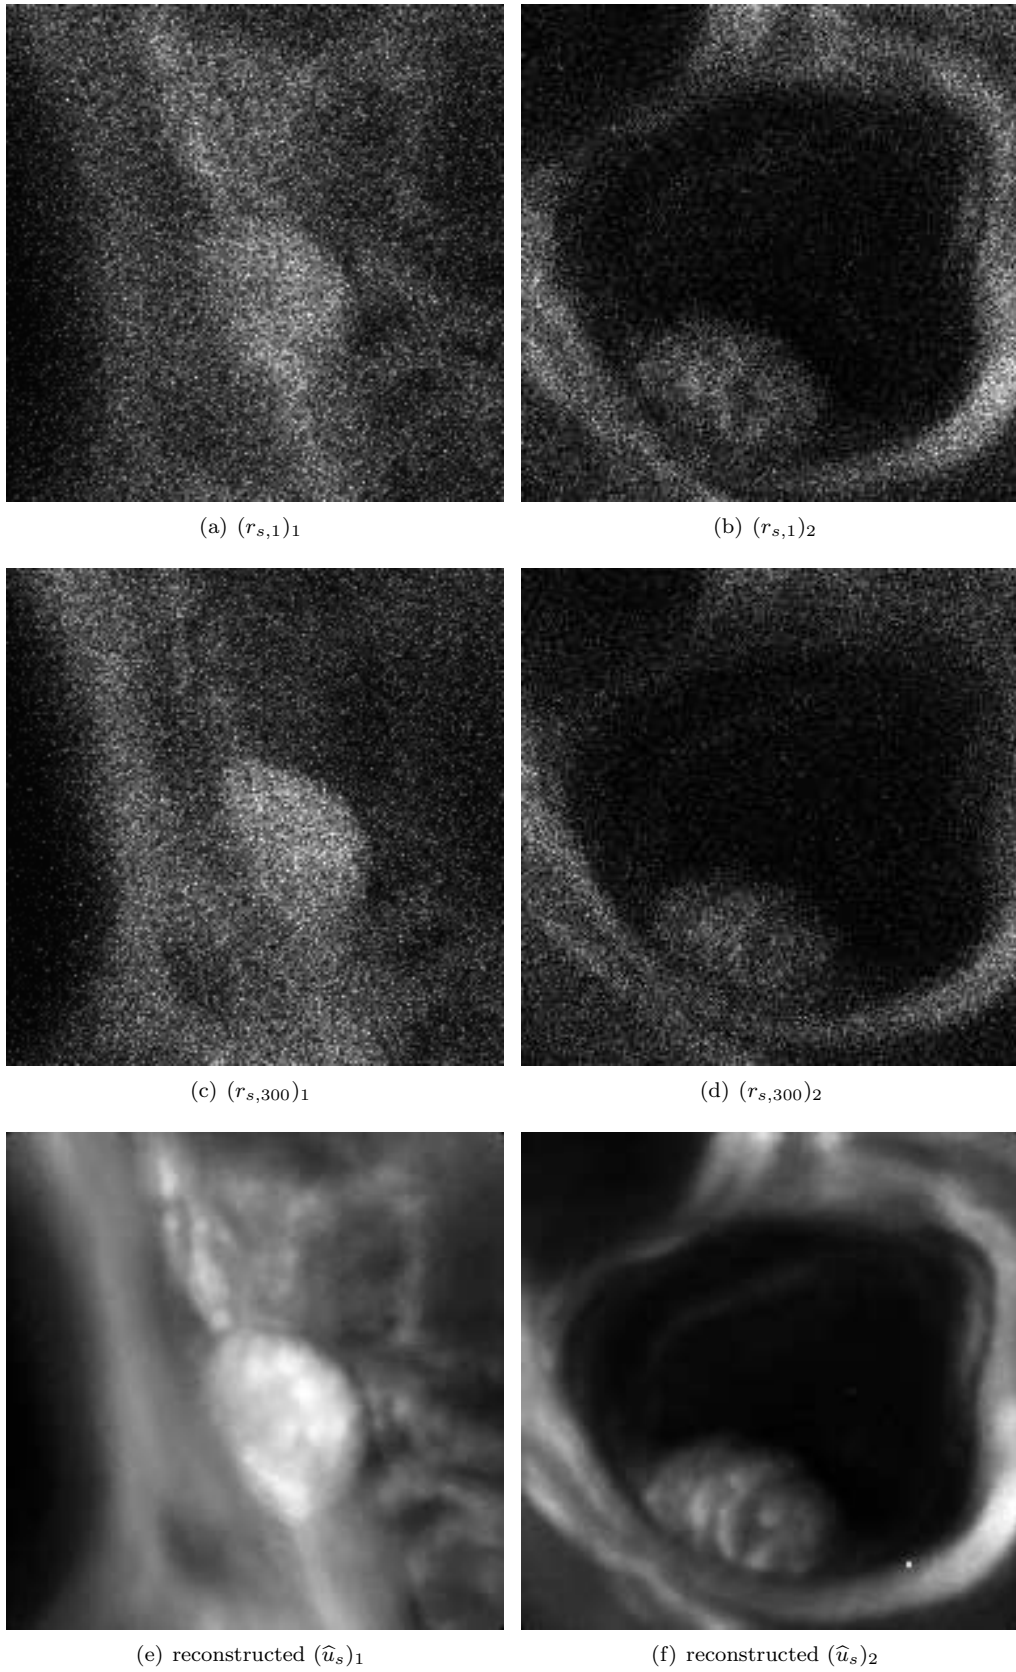 (a) $(r_{s,1})_1$
(b) $(r_{s,1})_2$
(c) $(r_{s,300})_1$
(d) $(r_{s,300})_2$
(e) reconstructed $(\widehat{u}_s)_1$
(f) reconstructed $(\widehat{u}_s)_2$